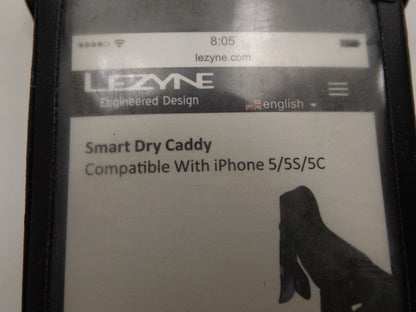 8:05
lezyne.com
LEZYNE
Engineered Design
english
Smart Dry Caddy
Compatible With iPhone 5/5S/5C